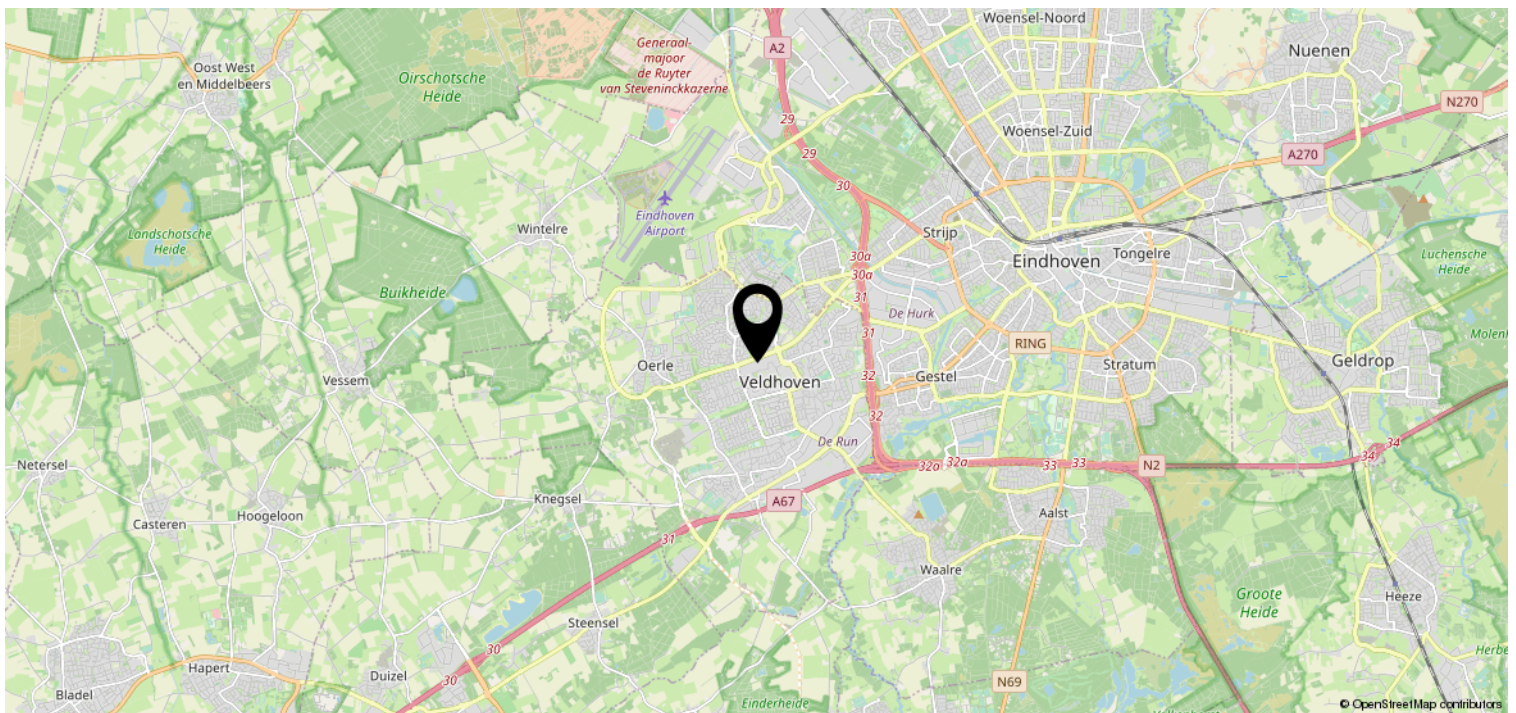 Woensel-Noord
A2
Generaal-
majoor
de Ruyter
van Steveninckkazerne
Nuenen
Oost West
en Middelbeers
Oirschotsche
Heide
N270
29
Woensel-Zuid
29
A270
30
Landschotsche
Heide
Wintelre
Eindhoven
Airport
Strijp
Eindhoven
Tongelre
Luchense
Heide
30a
30a
Buikheide
31
De Hurk
31
RING
Oerle
Veldhoven
32
Gestel
Stratum
Geldrop
Vessem
32
De Run
34
34
Netersel
32a
32a
33
33
N2
Knegsel
A67
Casteren
Hoogeloon
Aalst
31
Waalre
Groote
Heide
Heeze
Steensel
30
30
Hapert
Duizel
Bladel
N69
Einderheide
© OpenStreetMap contributors